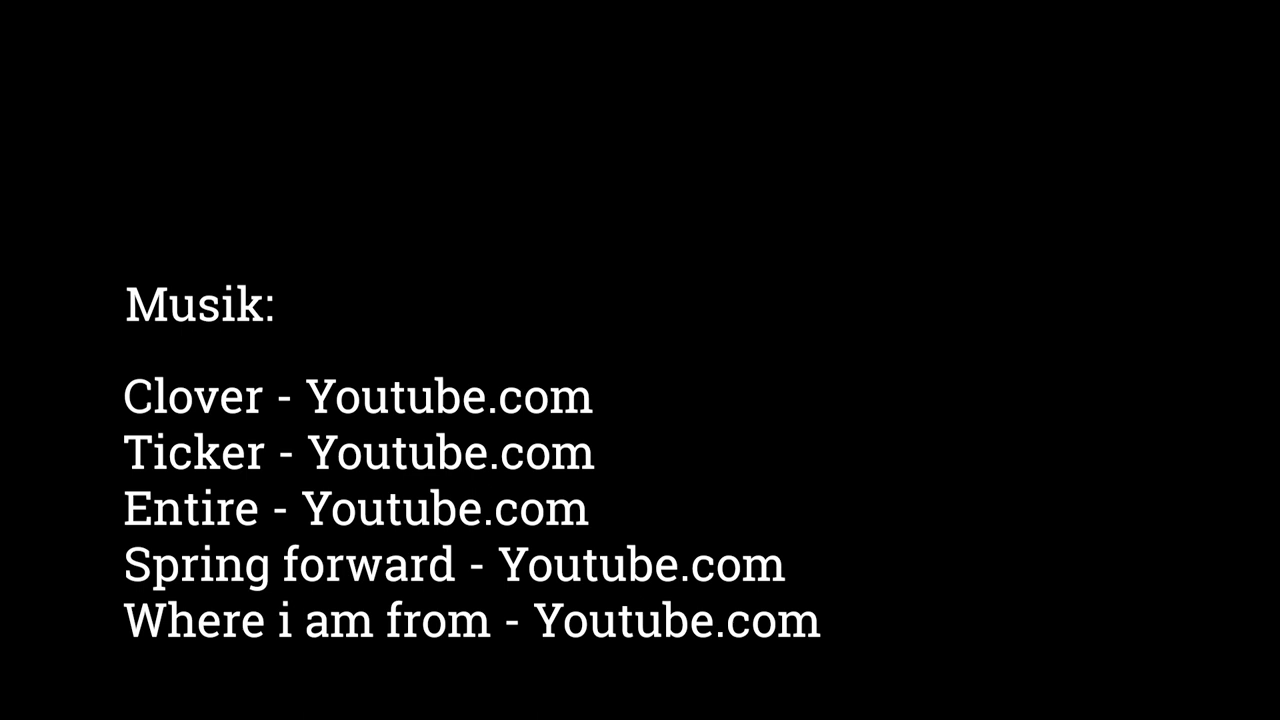 Musik:
Clover - Youtube.com
Ticker - Youtube.com
Entire - Youtube.com
Spring forward - Youtube.com
Where i am from - Youtube.com